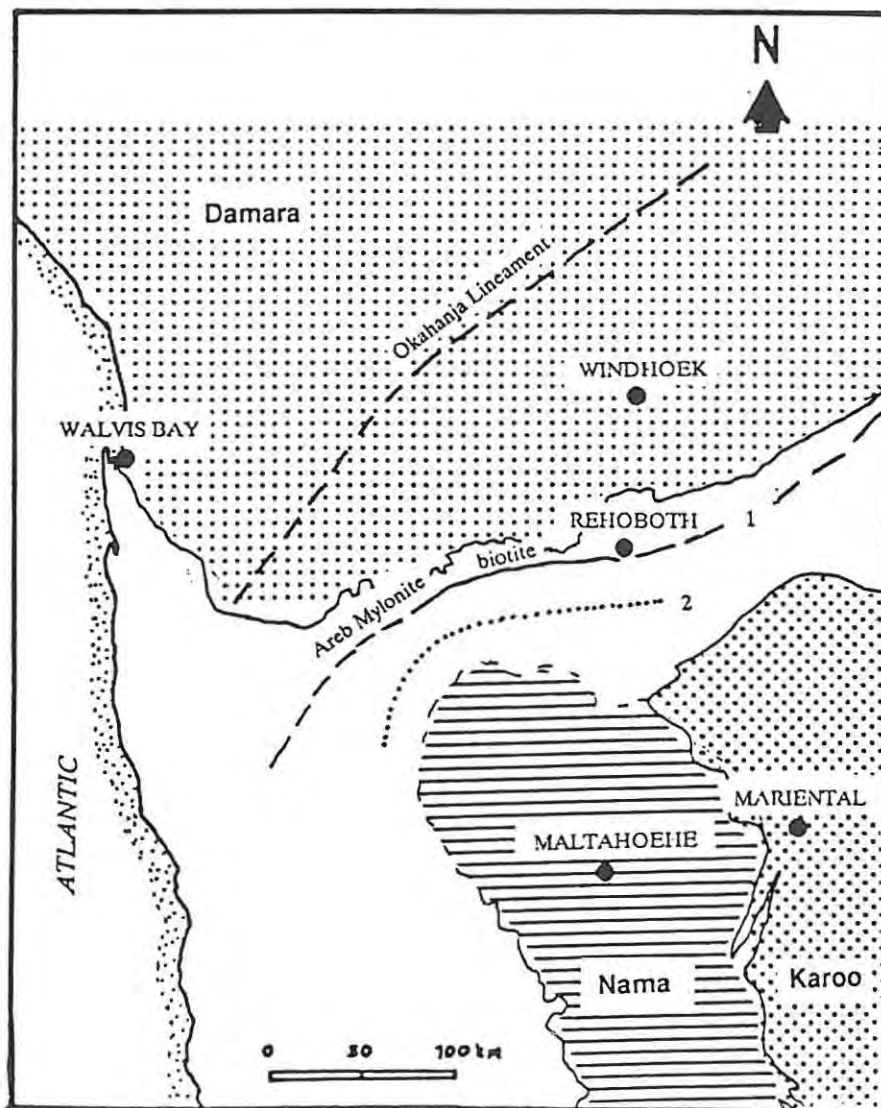 N
Damara
Okahanja Lineament
WINDHOEK
WALVIS BAY
REHOBOTH
1
biotite
Areb Mylonite
2
ATLANTIC
MARIENTAL
MALTAHOEHE
Nama
Karoo
0 50 100 km